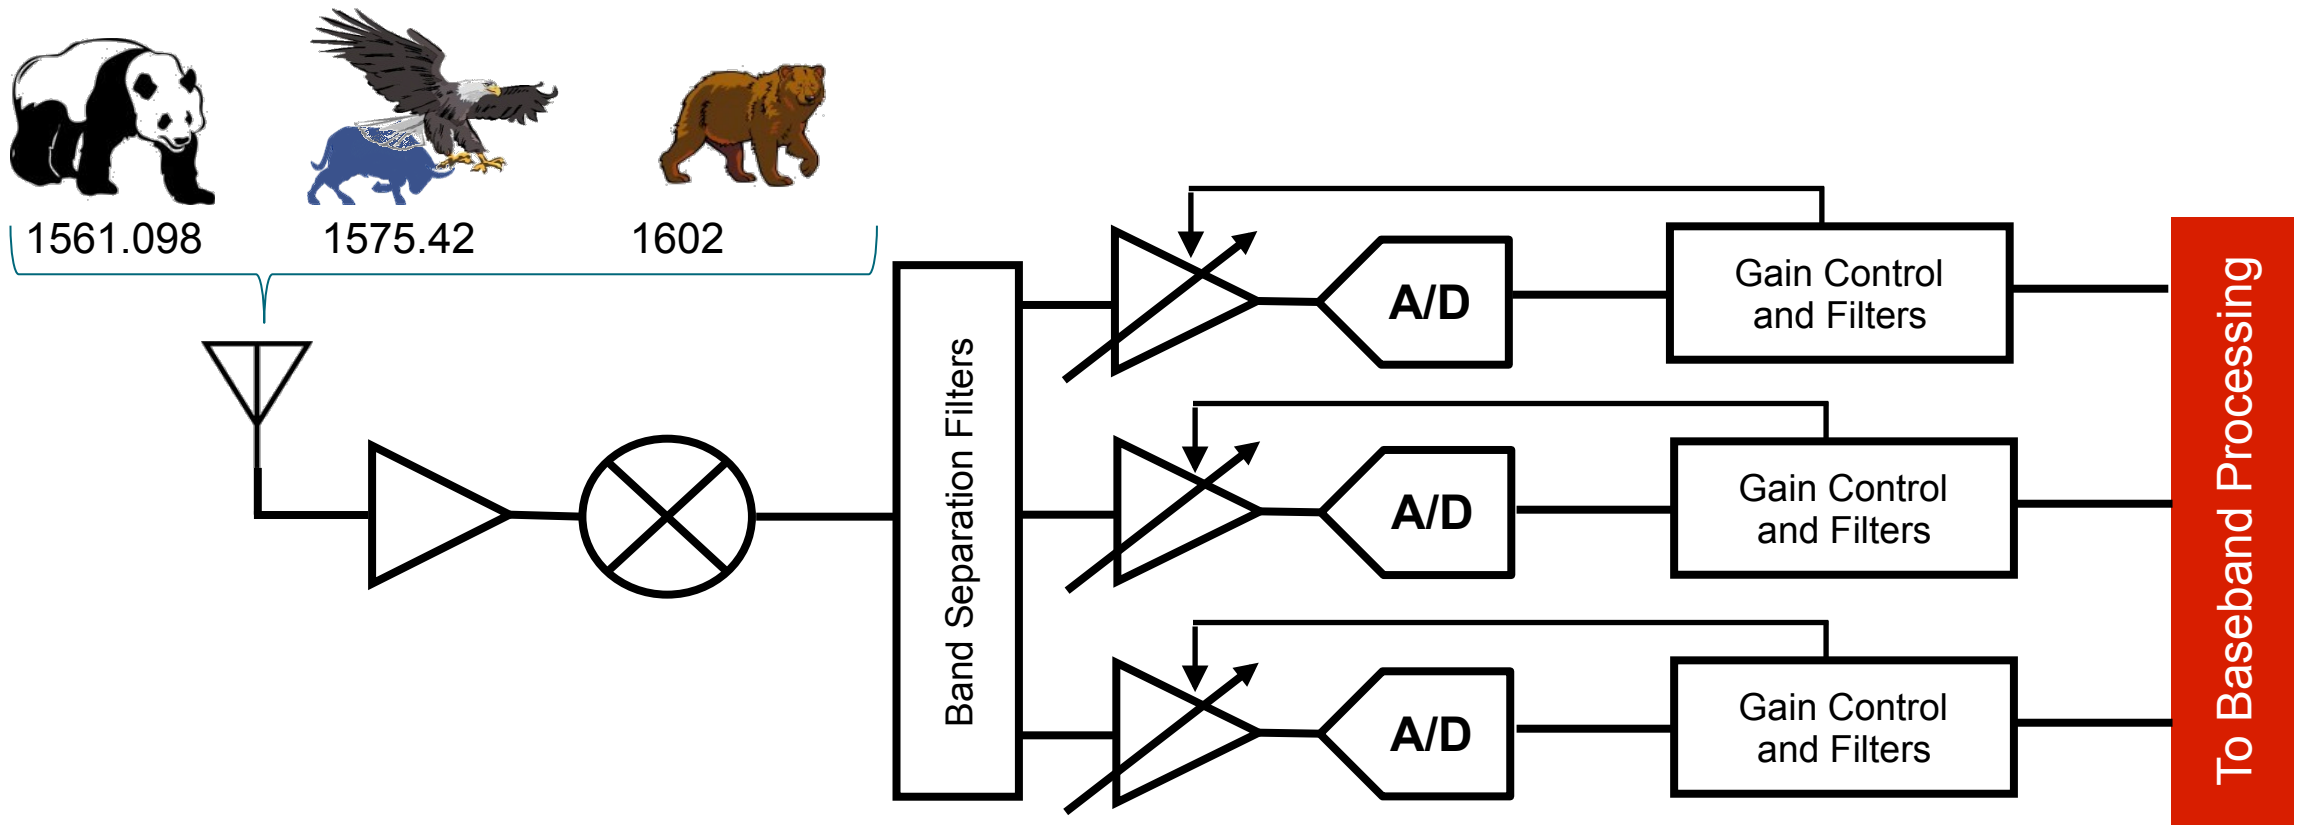 1561.098
1575.42
1602
Band Separation Filters
A/D
Gain Control
and Filters
A/D
Gain Control
and Filters
A/D
Gain Control
and Filters
To Baseband Processing